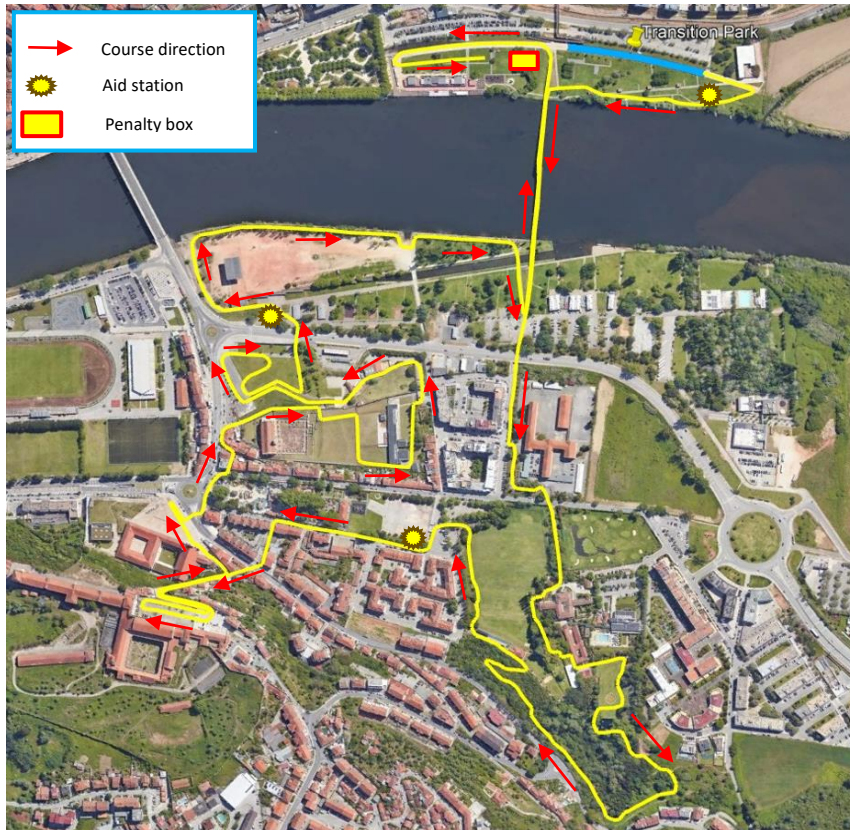 Transition Park
Course direction
Aid station
Penalty box